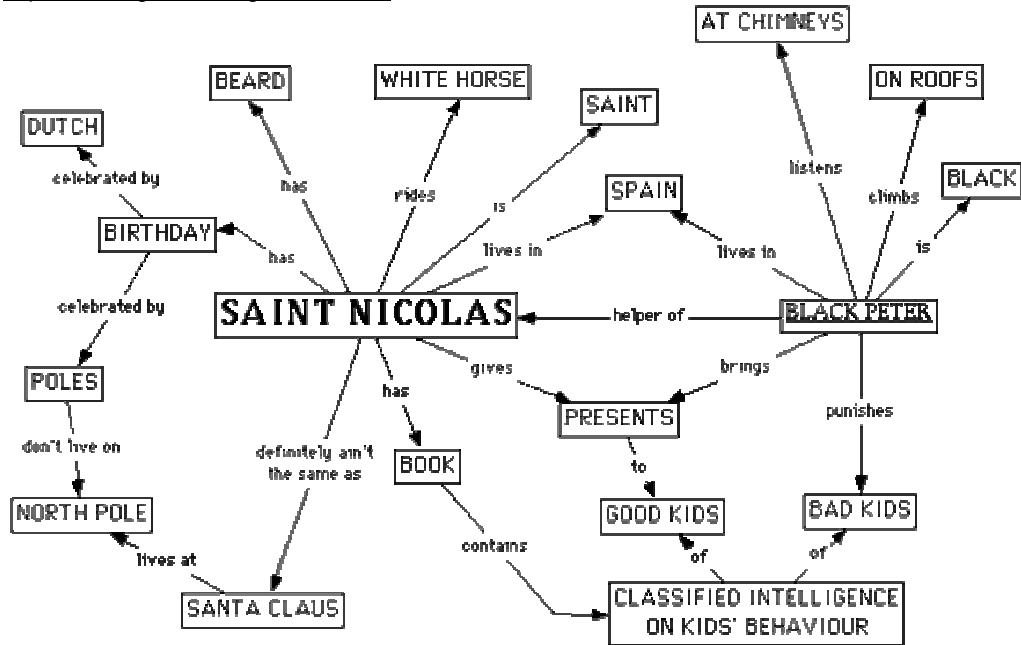 AT CHIMNEYS
BEARD
WHITE HORSE
ON ROOFS
SAINT
DUTCH
celebrated by
has
rides
is
listens
climbs
BLACK
SPAIN
BIRTHDAY
has
lives in
lives in
is
SAINT NICOLAS
helper of
BLACK PETER
celebrated by
gives
brings
has
POLES
PRESENTS
punishes
don't live on
definitely ain't
the same as
BOOK
to
NORTH POLE
GOOD KIDS
BAD KIDS
lives at
contains
of
of
SANTA CLAUS
CLASSIFIED INTELLIGENCE
ON KIDS' BEHAVIOUR